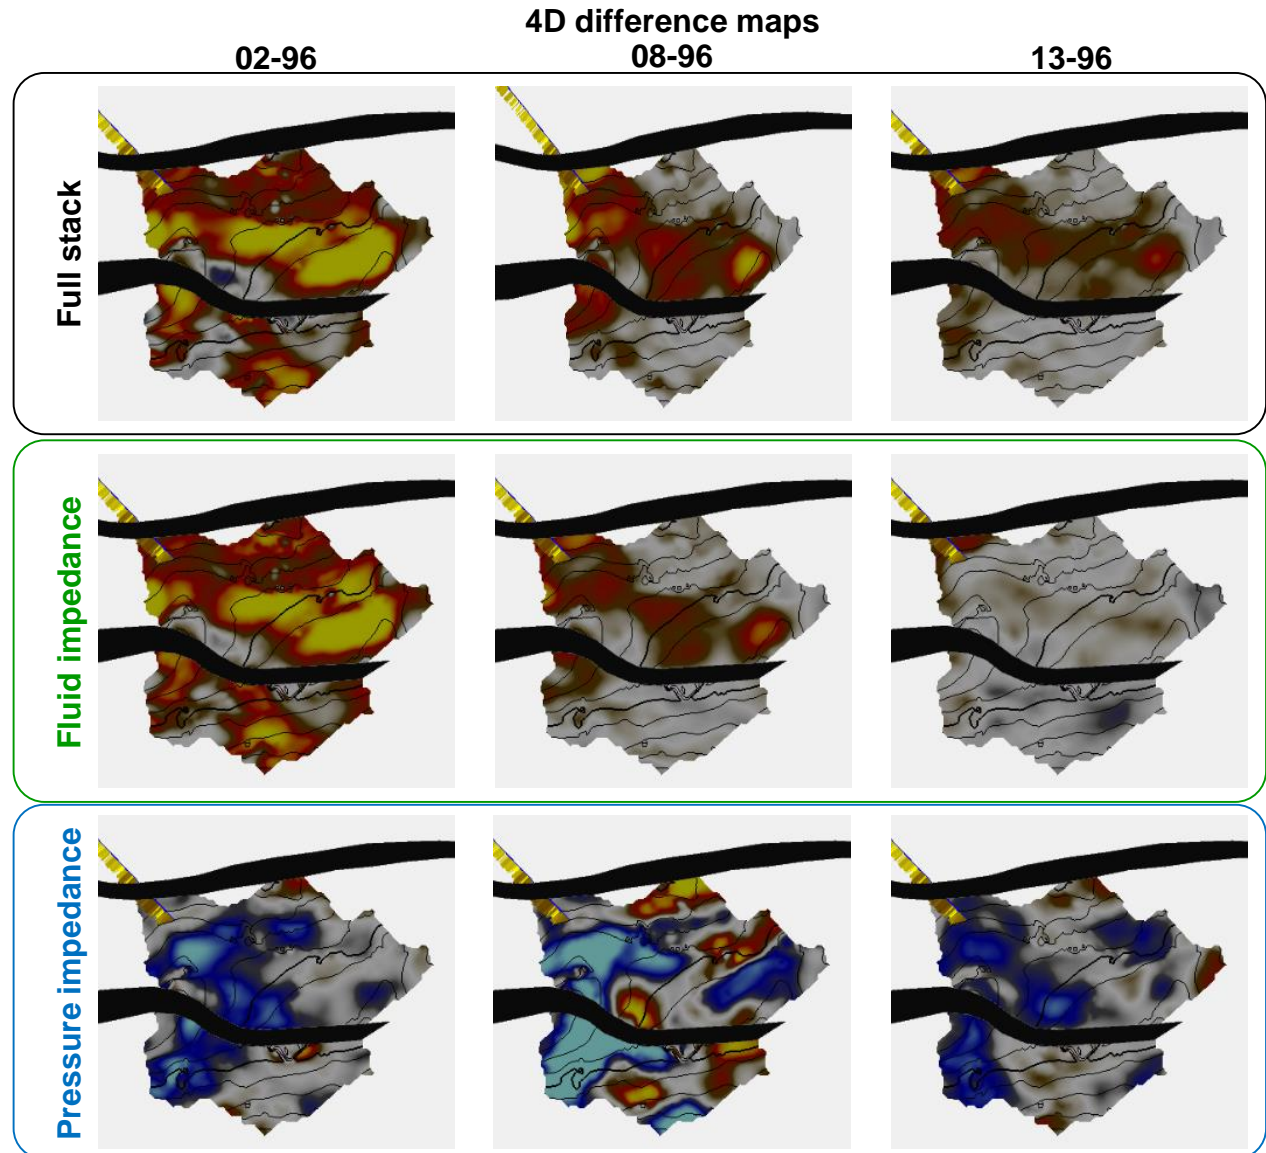 4D difference maps
02-96
08-96
13-96
Full stack
Fluid impedance
Pressure impedance